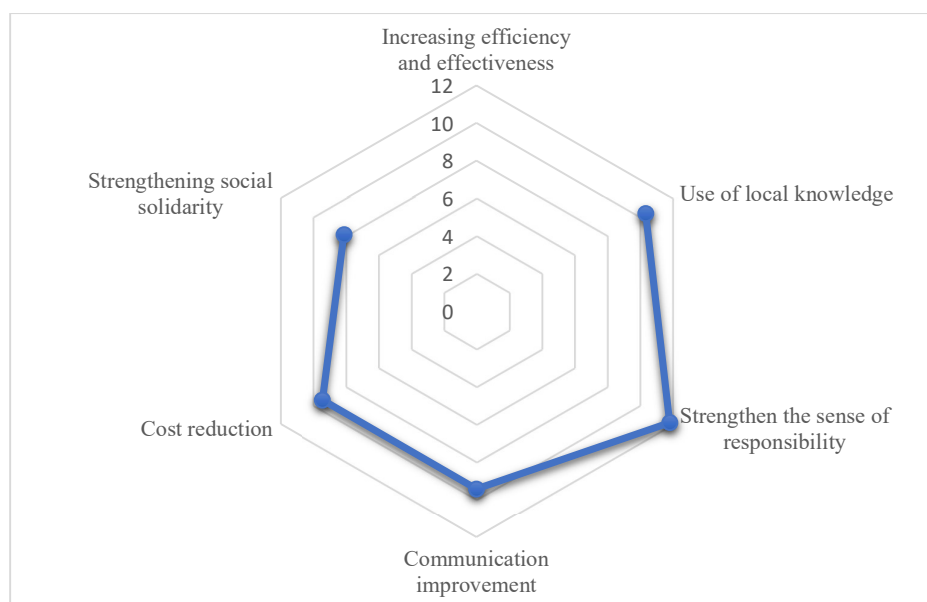 Increasing efficiency
and effectiveness
12
10
8
6
4
2
0
Use of local knowledge
Strengthen the sense of
responsibility
Communication
improvement
Cost reduction
Strengthening social
solidarity